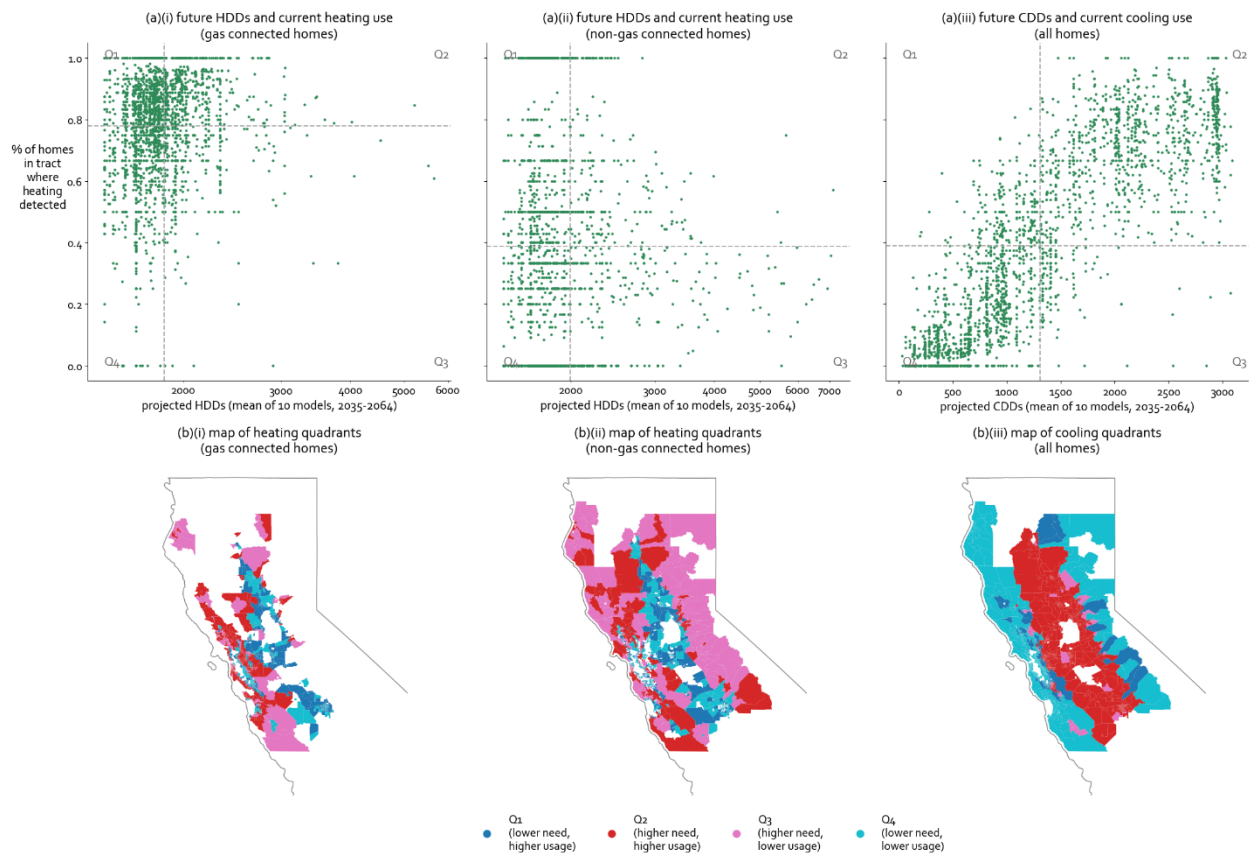 (a)(i) future HDDs and current heating use
(gas connected homes)
(a)(ii) future HDDs and current heating use
(non-gas connected homes)
(a)(iii) future CDDs and current cooling use
(all homes)
Q1
Q2
Q1
Q2
Q1
Q2
1.0
0.8
0.6
0.4
0.2
0.0
% of homes
in tract
where
heating
detected
Q4
Q3
Q4
Q3
Q4
Q3
2000
3000
4000
5000
6000
2000
3000
4000
5000
6000
7000
0
500
1000
1500
2000
2500
3000
projected HDDs (mean of 10 models, 2035-2064)
projected HDDs (mean of 10 models, 2035-2064)
projected CDDs (mean of 10 models, 2035-2064)
(b)(i) map of heating quadrants
(gas connected homes)
(b)(ii) map of heating quadrants
(non-gas connected homes)
(b)(iii) map of cooling quadrants
(all homes)
Q1
(lower need,
higher usage)
Q2
(higher need,
higher usage)
Q3
(higher need,
lower usage)
Q4
(lower need,
lower usage)